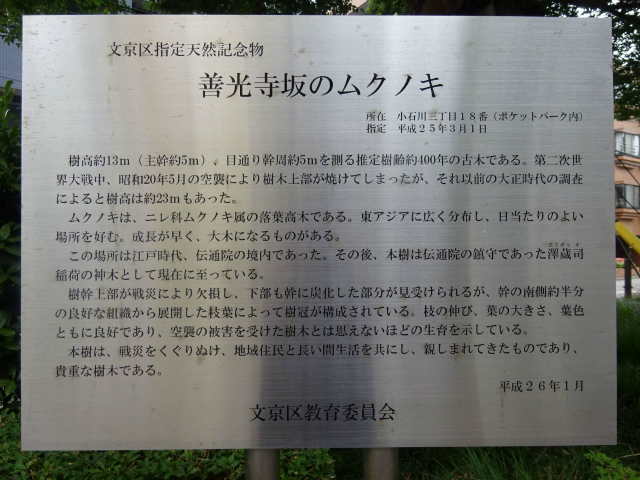 文京区指定天然記念物
善光寺坂のムクノキ
所在 小石川三丁目18番（ポケットパーク内）
指定 平成25年3月1日
樹高約13m（主幹約5m）、目通り幹周約5mを測る推定樹齢約400年の古木である。第二次世
界大戦中、昭和20年5月の空襲により樹木上部が焼けてしまったが、それ以前の大正時代の調査
によると樹高は約23mもあった。
ムクノキは、ニレ科ムクノキ属の落葉高木である。東アジアに広く分布し、日当たりのよい
場所を好む。成長が早く、大木になるものがある。
この場所は江戸時代、伝通院の境内であった。その後、本樹は伝通院の鎮守であった澤蔵司
稲荷の神木として現在に至っている。
樹幹上部が戦災により欠損し、下部も幹に炭化した部分が見受けられるが、幹の南側約半分
の良好な組織から展開した枝葉によって樹冠が構成されている。枝の伸び、葉の大きさ、葉色
ともに良好であり、空襲の被害を受けた樹木とは思えないほどの生育を示している。
本樹は、戦災をくぐりぬけ、地域住民と長い間生活を共にし、親しまれてきたものであり、
貴重な樹木である。
平成26年1月
文京区教育委員会